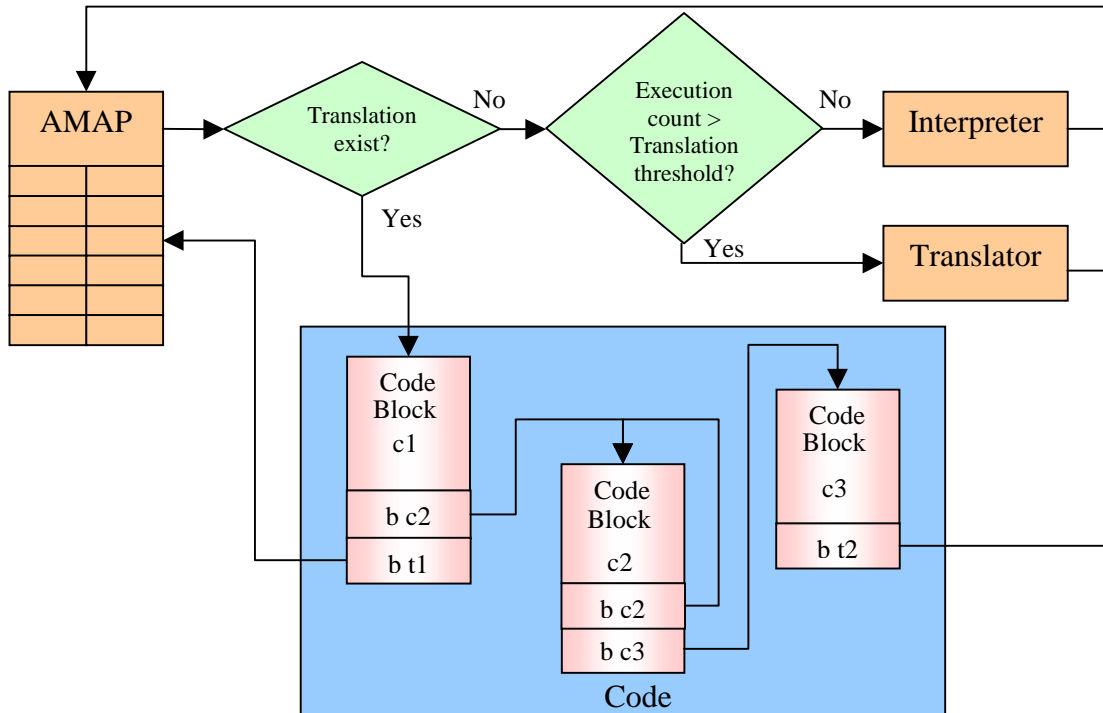 AMAP
Translation
exist?
No
Yes
Execution
count >
Translation
threshold?
No
Yes
Interpreter
Translator
Code
Block
c1
b c2
b t1
Code
Block
c2
b c2
b c3
Code
Block
c3
b t2
Code